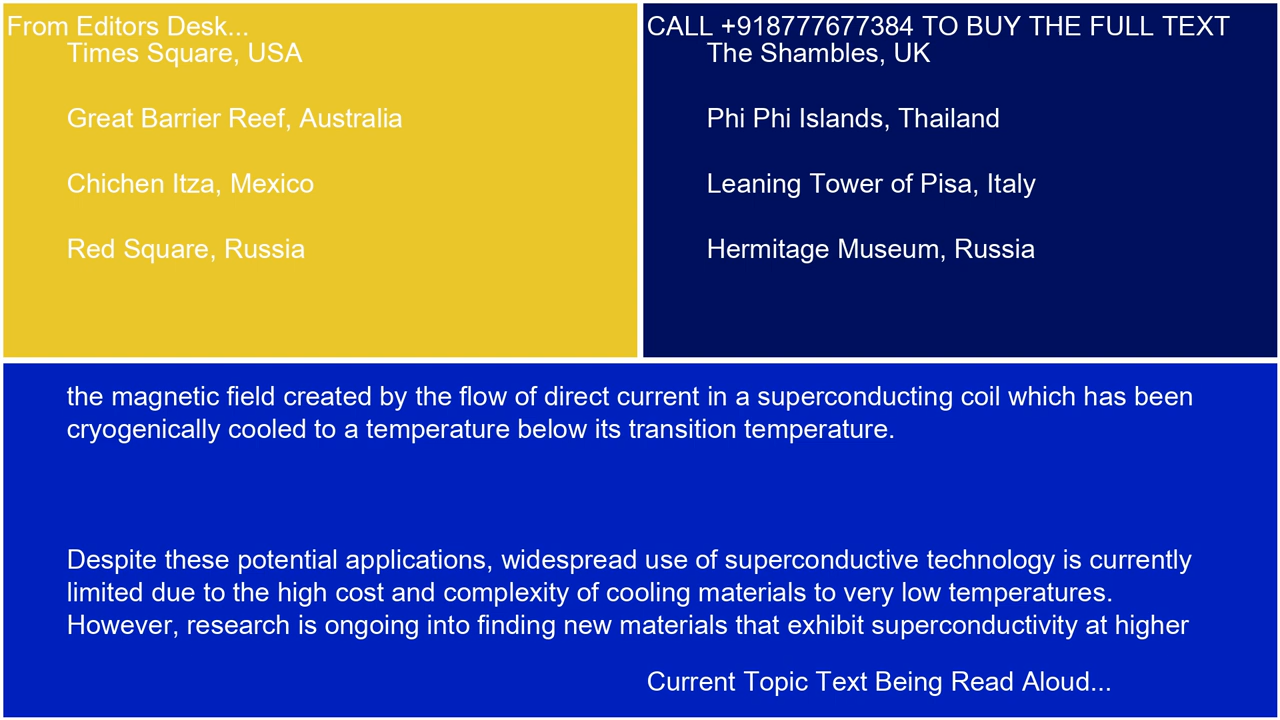 From Editors Desk...
Times Square, USA
Great Barrier Reef, Australia
Chichen Itza, Mexico
Red Square, Russia
CALL +918777677384 TO BUY THE FULL TEXT
The Shambles, UK
Phi Phi Islands, Thailand
Leaning Tower of Pisa, Italy
Hermitage Museum, Russia
the magnetic field created by the flow of direct current in a superconducting coil which has been
cryogenically cooled to a temperature below its transition temperature.
Despite these potential applications, widespread use of superconductive technology is currently
limited due to the high cost and complexity of cooling materials to very low temperatures.
However, research is ongoing into finding new materials that exhibit superconductivity at higher
Current Topic Text Being Read Aloud...